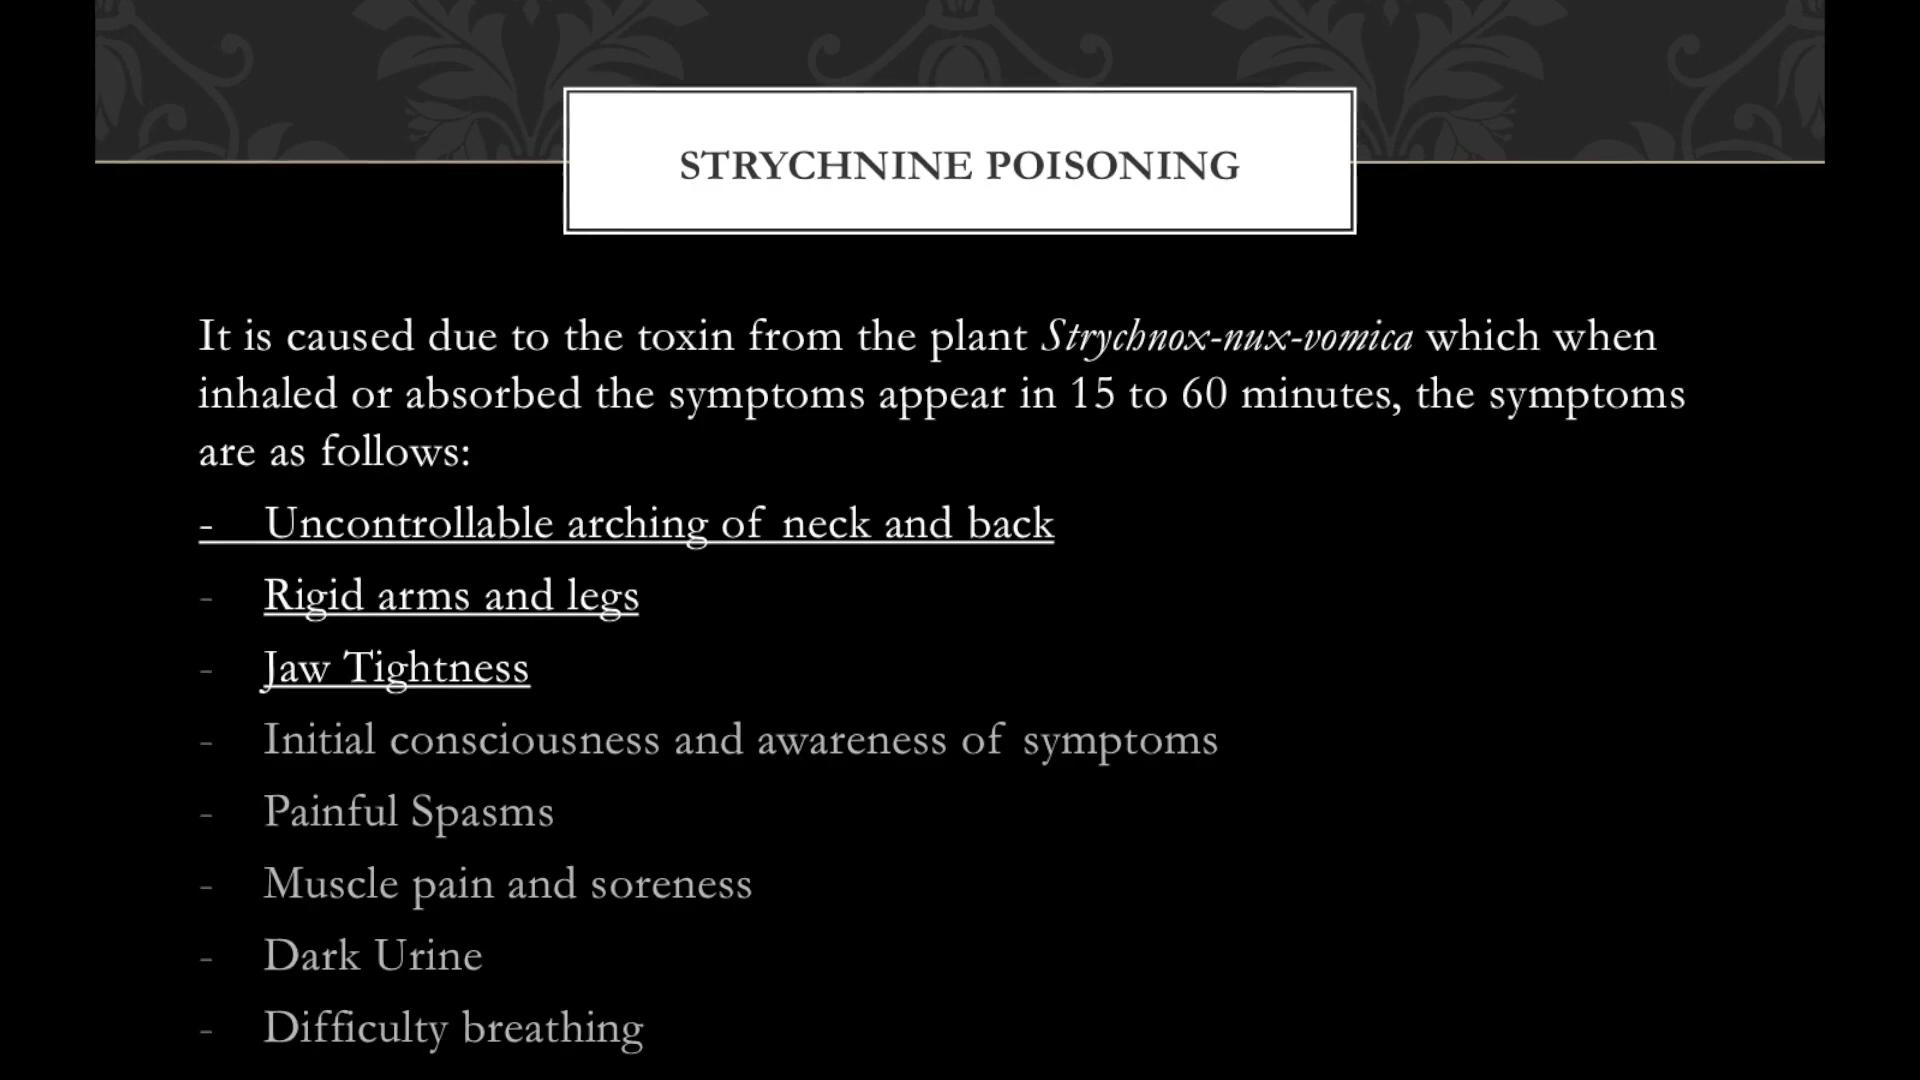 STRYCHNINE POISONING
It is caused due to the toxin from the plant Strychnox-nux-vomica which when
inhaled or absorbed the symptoms appear in 15 to 60 minutes, the symptoms
are as follows:
- Uncontrollable arching of neck and back
- Rigid arms and legs
- Jaw Tightness
- Initial consciousness and awareness of symptoms
- Painful Spasms
- Muscle pain and soreness
- Dark Urine
- Difficulty breathing